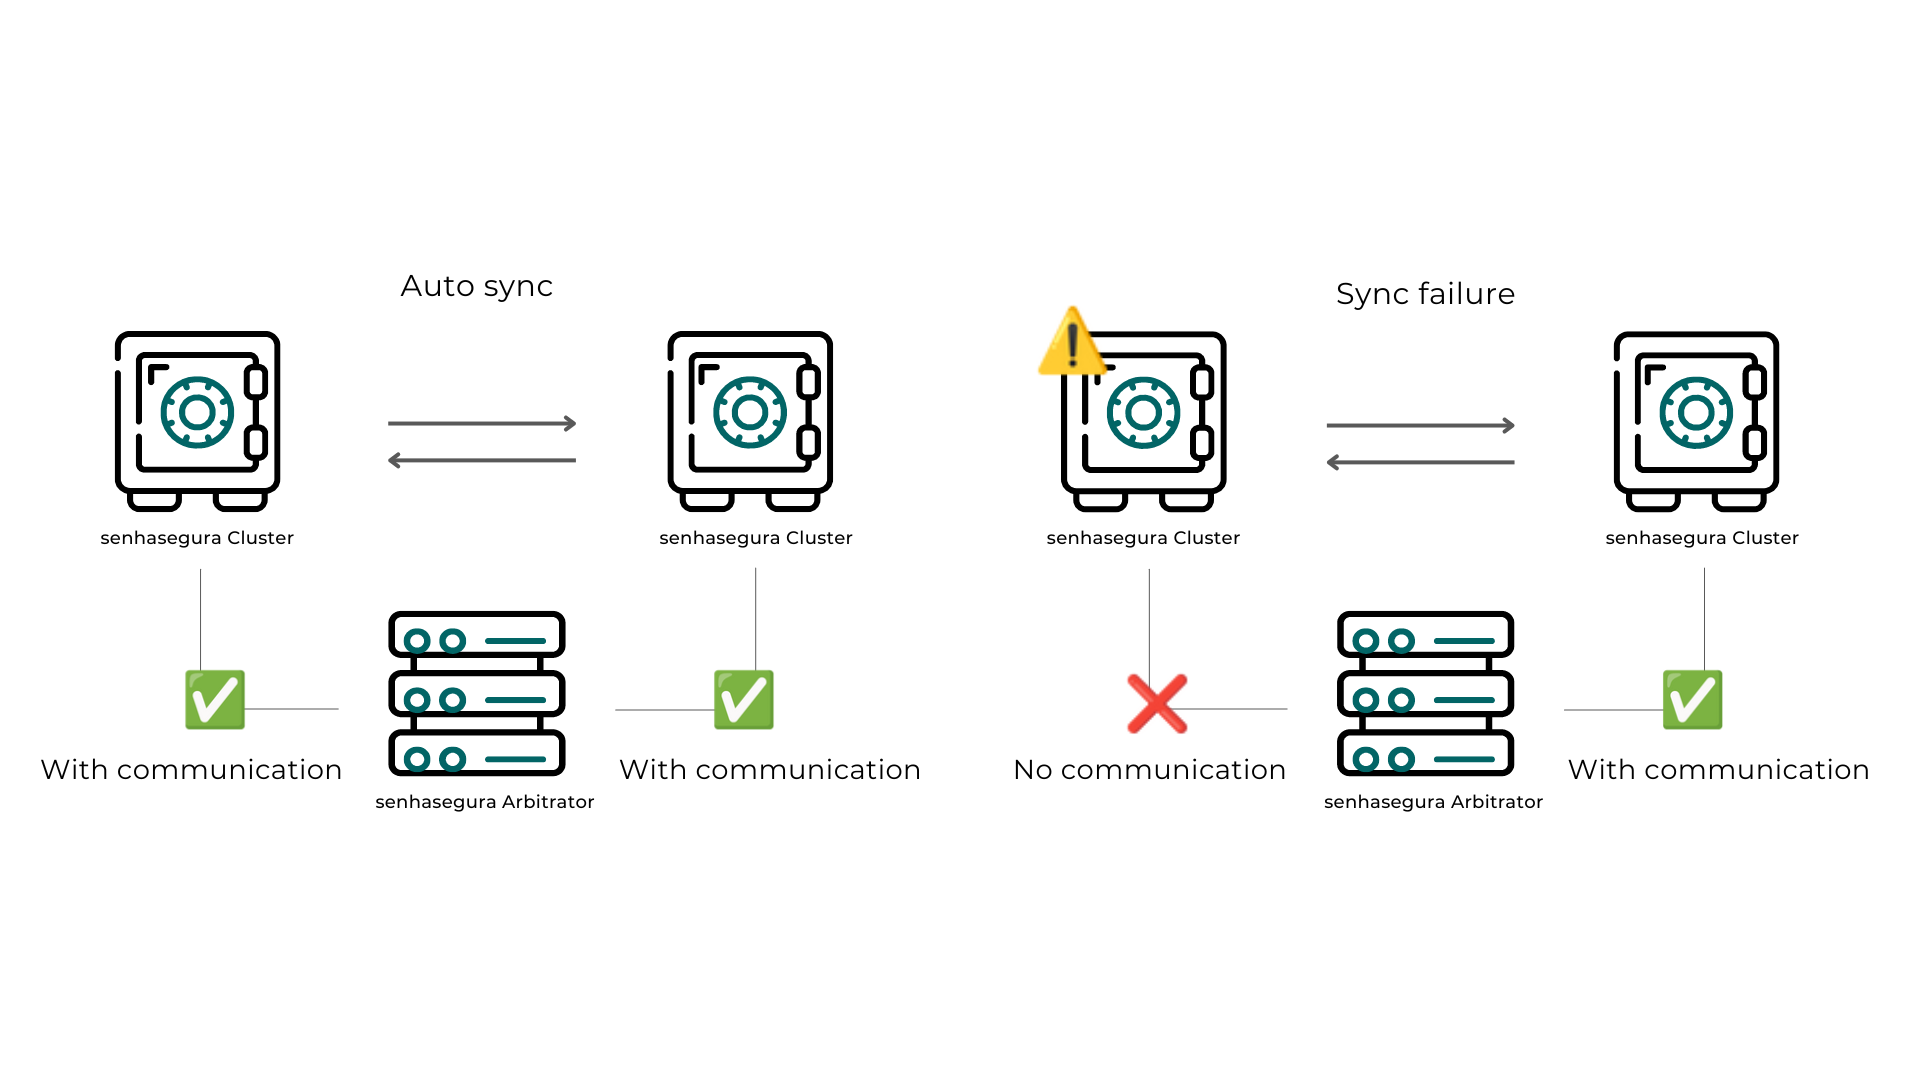 Auto sync
senhasegura Cluster
senhasegura Cluster
With communication
With communication
senhasegura Arbitrator
Sync failure
senhasegura Cluster
senhasegura Cluster
No communication
With communication
senhasegura Arbitrator